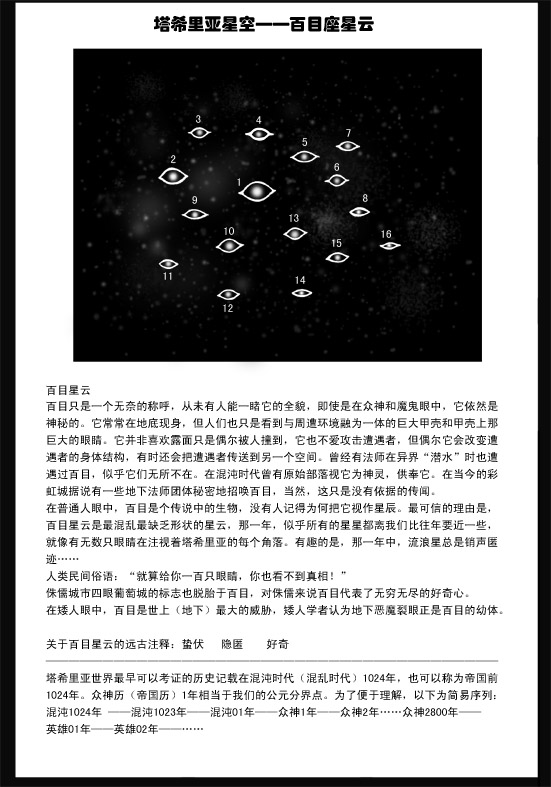 塔希里亚星空——百目座星云
3
4
7
5
2
6
1
8
9
13
10
15
16
11
14
12
百目星云
百目只是一个无奈的称呼，从未有人能一睹它的全貌，即使是在众神和魔鬼眼中，它依然是
神秘的。它常常在地底现身，但人们也只是看到与周遭环境融为一体的巨大甲壳和甲壳上那
巨大的眼睛。它并非喜欢露面只是偶尔被人撞到，它也不爱攻击遭遇者，但偶尔它会改变遭
遇者的身体结构，有时还会把遭遇者传送到另一个空间。曾经有法师在异界“潜水”时也遭
遇过百目，似乎它们无所不在。在混沌时代曾有原始部落视它为神灵，供奉它。在当今的彩
虹城据说有一些地下法师团体秘密地招唤百目，当然，这只是没有依据的传闻。
在普通人眼中，百目是个传说中的生物，没有人记得为何把它视作星辰。最可信的理由是，
百目星云是最混乱最缺乏形状的星云，那一年，似乎所有的星星都离我们比往年要近一些，
就像有无数只眼睛在注视着塔希里亚的每个角落。有趣的是，那一年中，流浪星总是销声匿
迹……
人类民间俗语：“就算给你一百只眼睛，你也看不到真相！”
侏儒城市四眼葡萄城的标志也脱胎于百目，对侏儒来说百目代表了无穷无尽的好奇心。
在矮人眼中，百目是世上（地下）最大的威胁，矮人学者认为地下恶魔裂眼正是百目的幼体。
关于百目星云的远古注释：蛰伏 隐匿 好奇
塔希里亚世界最早可以考证的历史记载在混沌时代（混乱时代）1024年，也可以称为帝国前
1024年。众神历（帝国历）1年相当于我们的公元分界点。为了便于理解，以下为简易序列：
混沌1024年 ——混沌1023年——混沌01年——众神1年——众神2年……众神2800年——
英雄01年——英雄02年——……